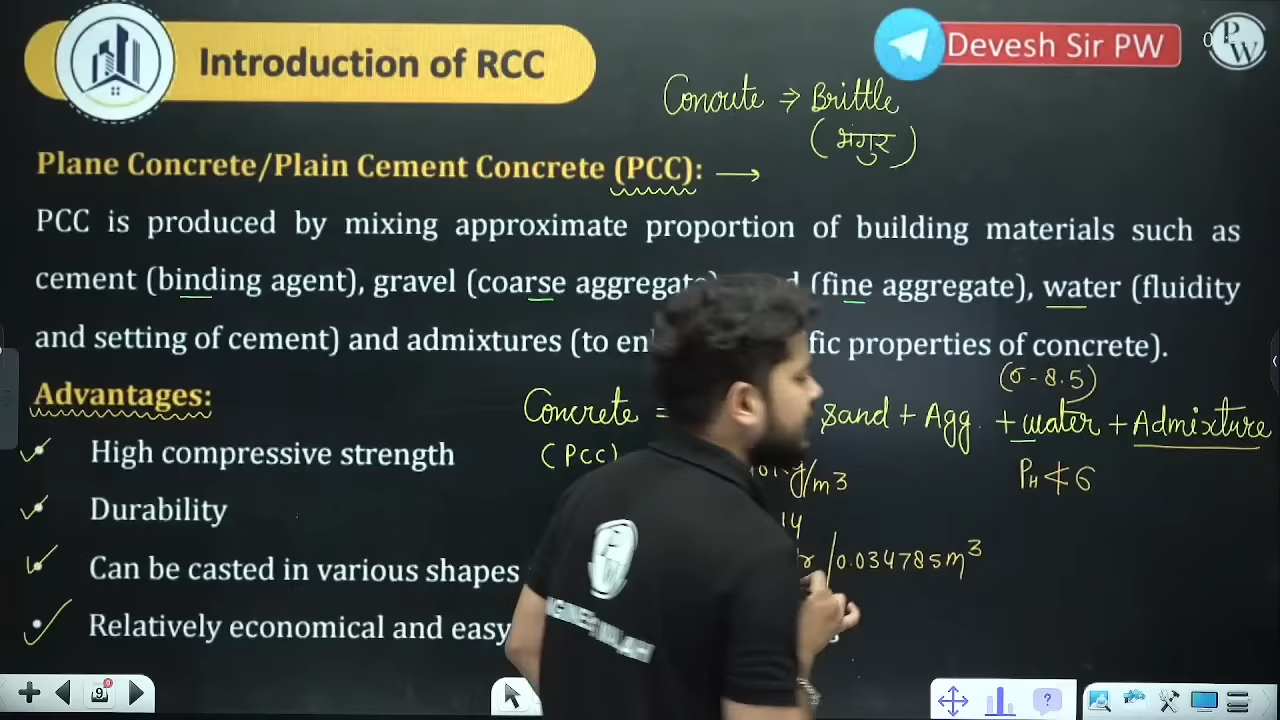 Introduction of RCC
Devesh Sir PW
PW
Concrete ⇒ Brittle
(भंगुर)
Plane Concrete/Plain Cement Concrete (PCC): →
PCC is produced by mixing approximate proportion of building materials such as
cement (binding agent), gravel (coarse aggregate) (fine aggregate), water (fluidity
and setting of cement) and admixtures (to properties of concrete).
(6-8.5)
Advantages:
Concrete = Sand + Agg. + water + Admixture
(PCC)
High compressive strength
/m3
PH ≮ 6
Durability
14
/0.034785m3
Can be casted in various shapes
Relatively economical and easy
9